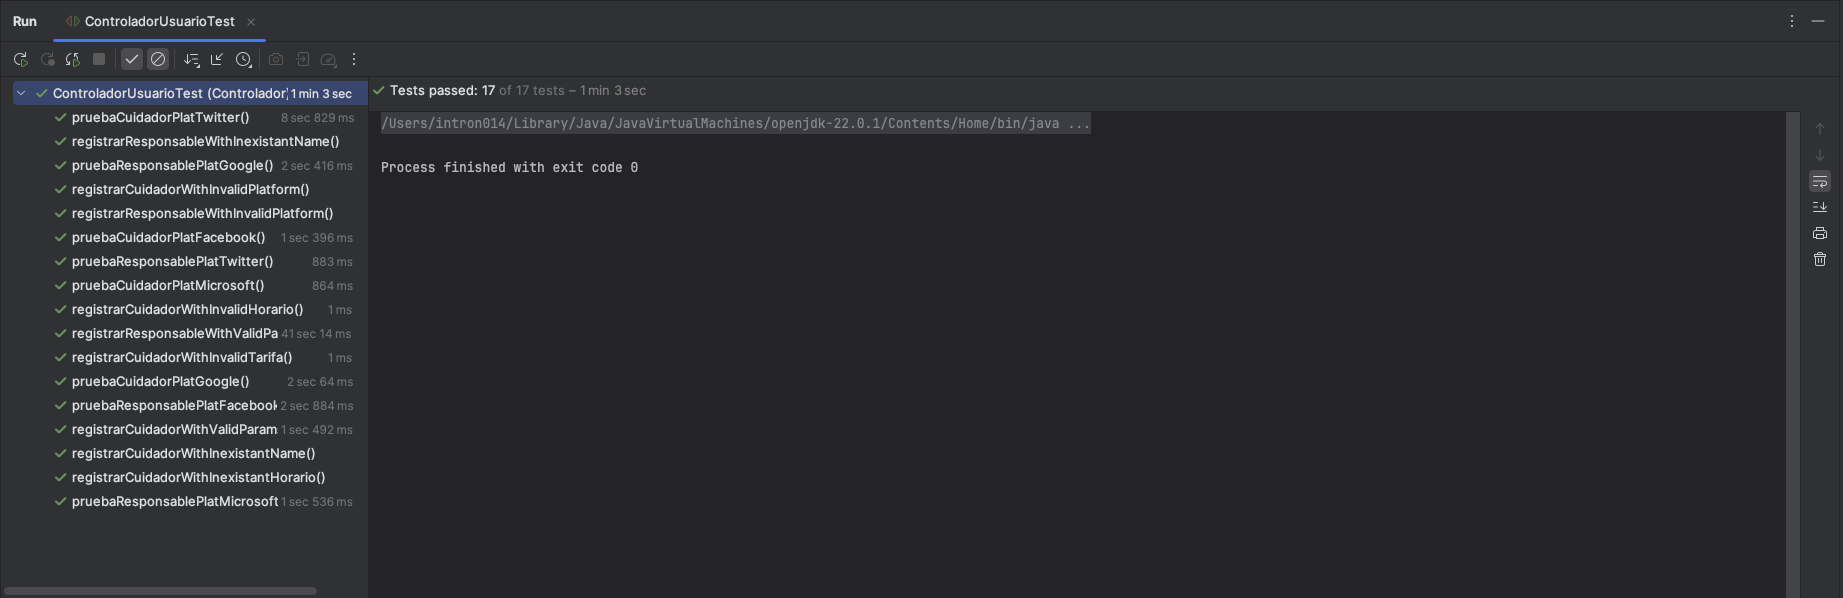 Run ControladorUsuarioTest
ControladorUsuarioTest (Controlador) 1 min 3 sec
Tests passed: 17 of 17 tests – 1 min 3 sec
pruebaCuidadorPlatTwitter() 8 sec 829 ms
registrarResponsableWithInexistantName()
pruebaResponsablePlatGoogle() 2 sec 416 ms
registrarCuidadorWithInvalidPlatform()
registrarResponsableWithInvalidPlatform()
pruebaCuidadorPlatFacebook() 1 sec 396 ms
pruebaResponsablePlatTwitter() 883 ms
pruebaCuidadorPlatMicrosoft() 864 ms
registrarCuidadorWithInvalidHorario() 1 ms
registrarResponsableWithValidPa 41 sec 14 ms
registrarCuidadorWithInvalidTarifa() 1 ms
pruebaCuidadorPlatGoogle() 2 sec 64 ms
pruebaResponsablePlatFacebook 2 sec 884 ms
registrarCuidadorWithValidParam 1 sec 492 ms
registrarCuidadorWithInexistantName()
registrarCuidadorWithInexistantHorario()
pruebaResponsablePlatMicrosoft 1 sec 536 ms
/Users/intron014/Library/Java/JavaVirtualMachines/openjdk-22.0.1/Contents/Home/bin/java ...
Process finished with exit code 0